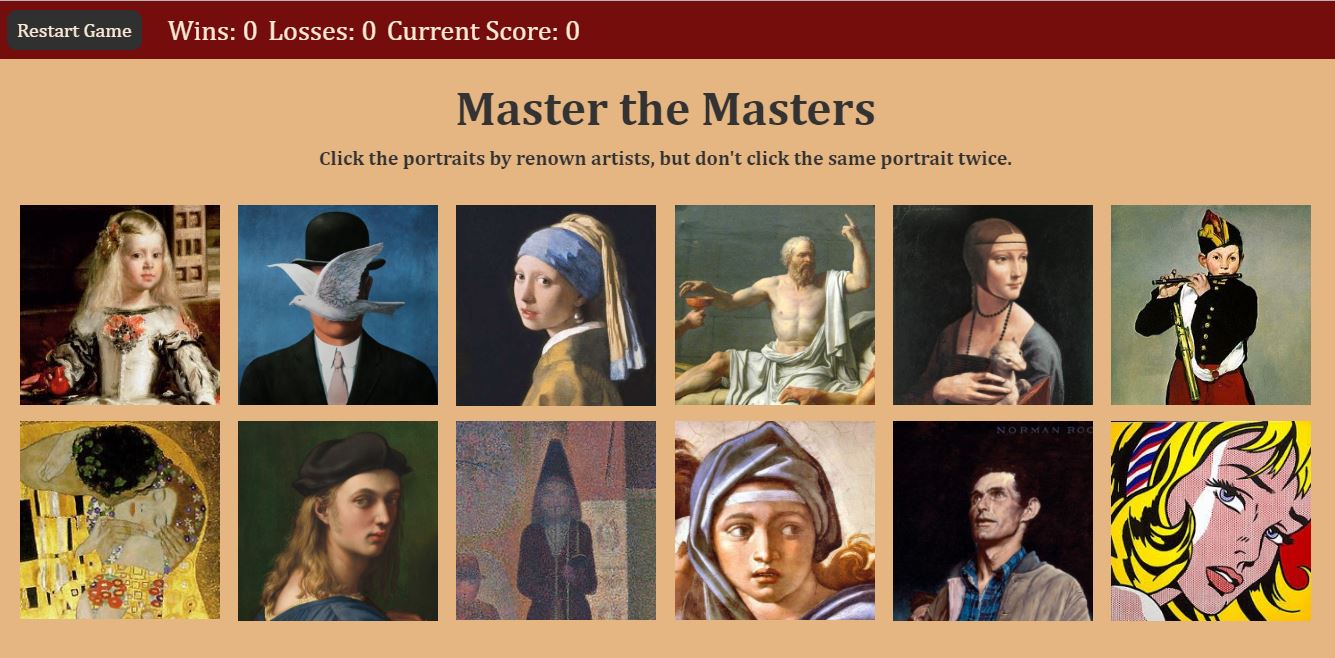 Restart Game
Wins: 0 Losses: 0 Current Score: 0
Master the Masters
Click the portraits by renown artists, but don't click the same portrait twice.
NORMAN ROC